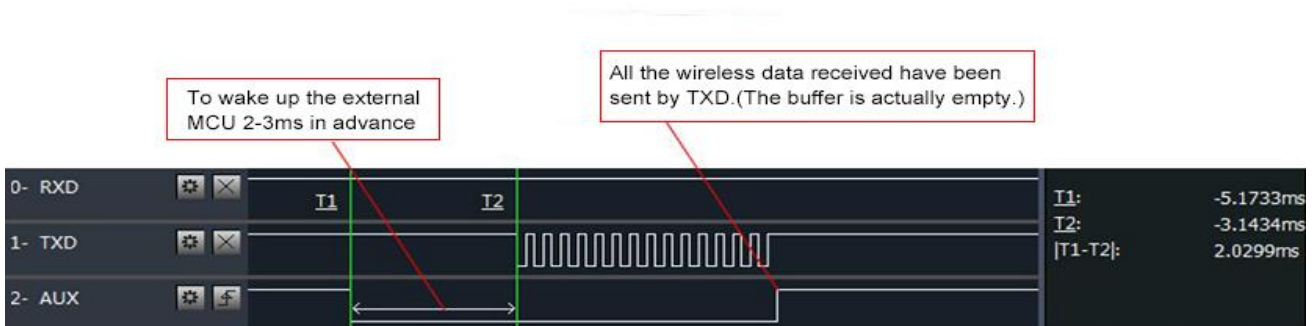 To wake up the external
MCU 2-3ms in advance
All the wireless data received have been
sent by TXD.(The buffer is actually empty.)
0- RXD
T1
T2
1- TXD
2- AUX
T1: -5.1733ms
T2: -3.1434ms
|T1-T2|: 2.0299ms